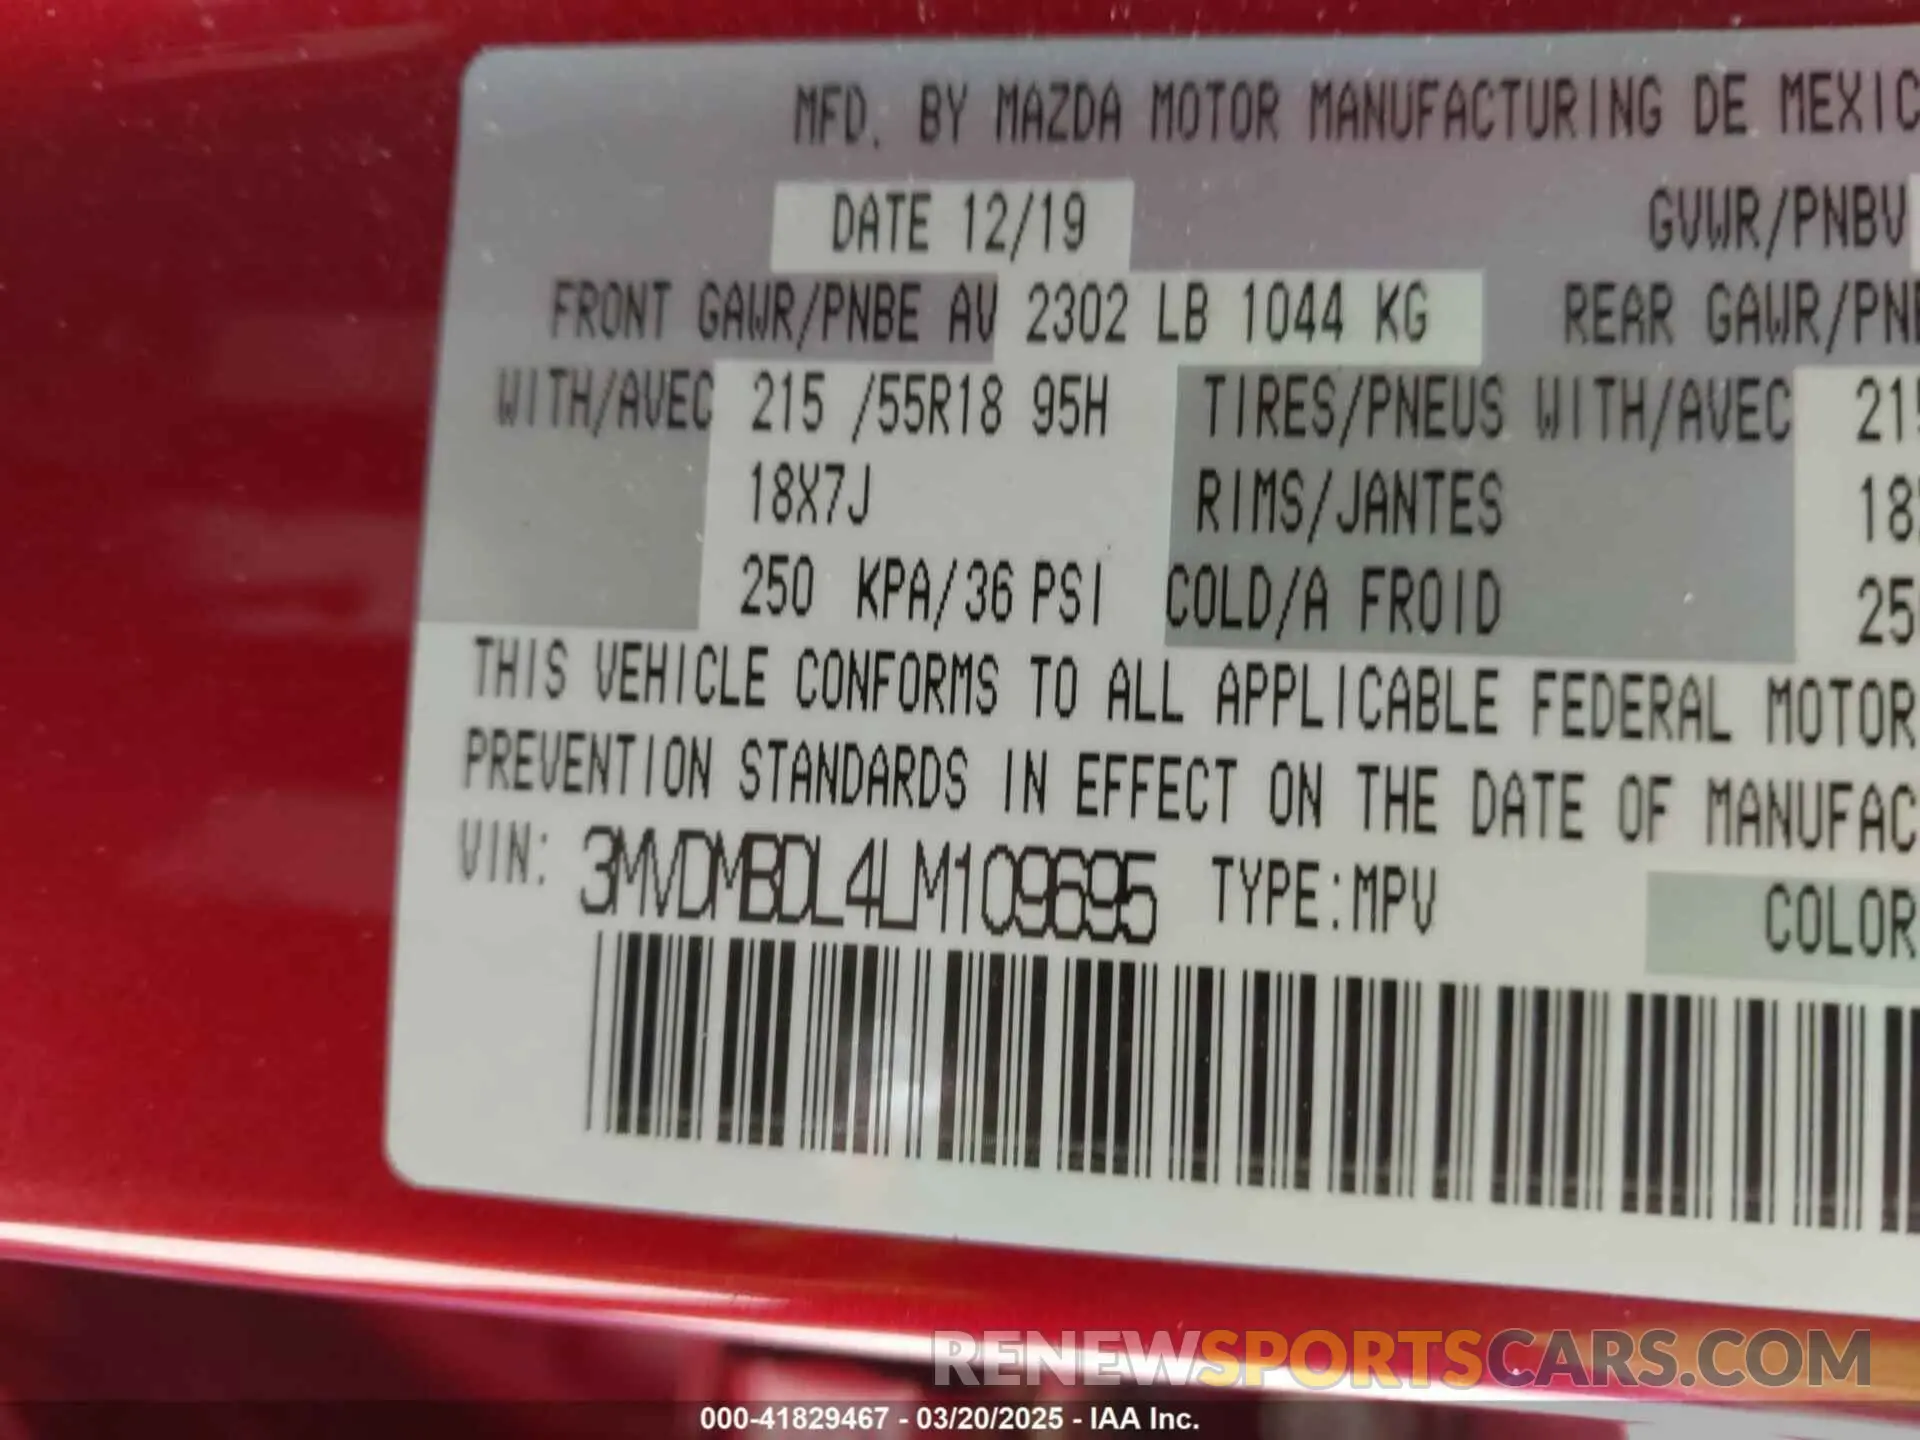 MFD. BY MAZDA MOTOR MANUFACTURING DE MEXIC
DATE 12/19 GVWR/PNBV
FRONT GAWR/PNBE AV 2302 LB 1044 KG REAR GAWR/PN
WITH/AVEC 215 /55R18 95H TIRES/PNEUS WITH/AVEC 215
18X7J RIMS/JANTES 18
250 KPA/36 PSI COLD/A FROID 25
THIS VEHICLE CONFORMS TO ALL APPLICABLE FEDERAL MOTOR
PREVENTION STANDARDS IN EFFECT ON THE DATE OF MANUFAC
VIN: 3MVDMBDL4LM109695 TYPE:MPV COLOR
RENEWSPORTSCARS.COM
000-41829467 - 03/20/2025 - IAA Inc.